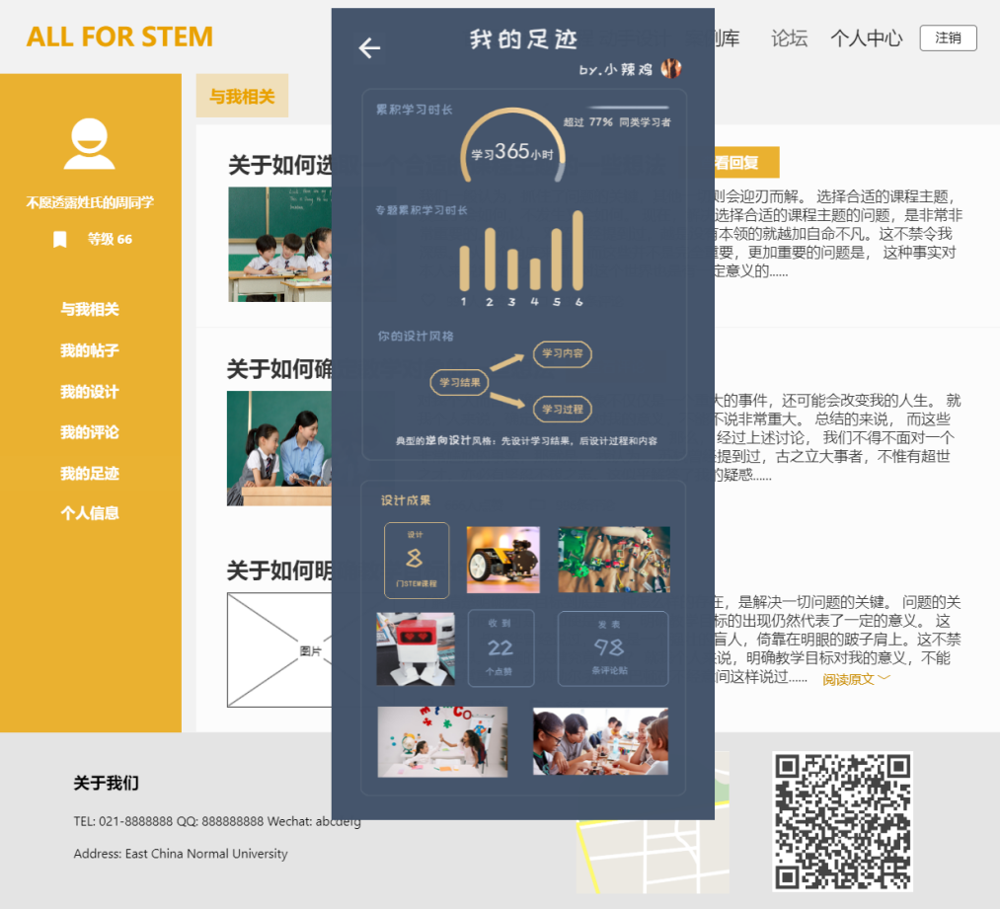 ALL FOR STEM
例库
论坛
个人中心
注销
不愿透露姓氏的周同学
等级 66
与我相关
我的帖子
我的设计
我的评论
我的足迹
个人信息
与我相关
关于如何选
看回复
则会迎刃而解。 选择合适的课程主题，
选择合适的课程主题的问题，是非常非
有本领的就越加自命不凡。这不禁令我
重要，更加重要的问题是， 这种事实对
定意义的......
关于如何确
大的事件，还可能会改变我的人生。 就
不说非常重大。 总结的来说， 而这些
经过上述讨论， 我们不得不面对一个
提到过，古之立大事者，不惟有超世
的疑惑......
关于如何明
图片
在，是解决一切问题的关键。 问题的关
标的出现仍然代表了一定的意义。 这
盲人，倚靠在明眼的跛子肩上。这不禁
来说，明确教学目标对我的意义，不能
间这样说过......
阅读原文
我的足迹
by.小辣鸡
累积学习时长
超过 77% 同类学习者
学习365小时
专题累积学习时长
1 2 3 4 5 6
你的设计风格
学习内容
学习结果
学习过程
典型的逆向设计风格：先设计学习结果，后设计过程和内容
设计成果
设计
8
门STEM课程
收到
22
个点赞
发表
98
条评论贴
关于我们
TEL: 021-8888888 QQ: 888888888 Wechat: abcdefg
Address: East China Normal University